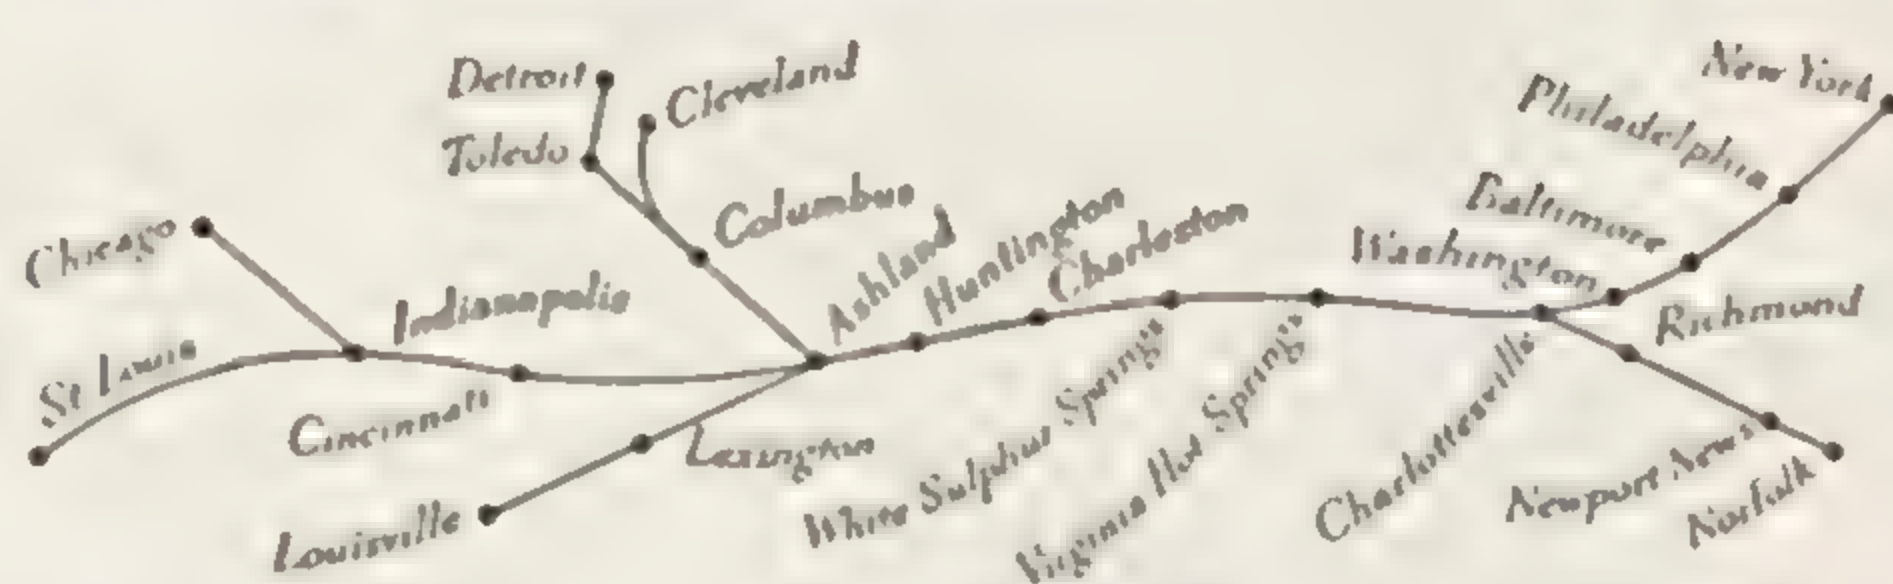 Detroit
Cleveland
New York
Toledo
Philadelphia
Columbus
Baltimore
Chicago
Ashland
Huntington
Charleston
Washington
Indianapolis
Richmond
St Louis
Cincinnati
Lexington
White Sulphur Springs
Virginia Hot Springs
Charlottesville
Newport News
Norfolk
Louisville